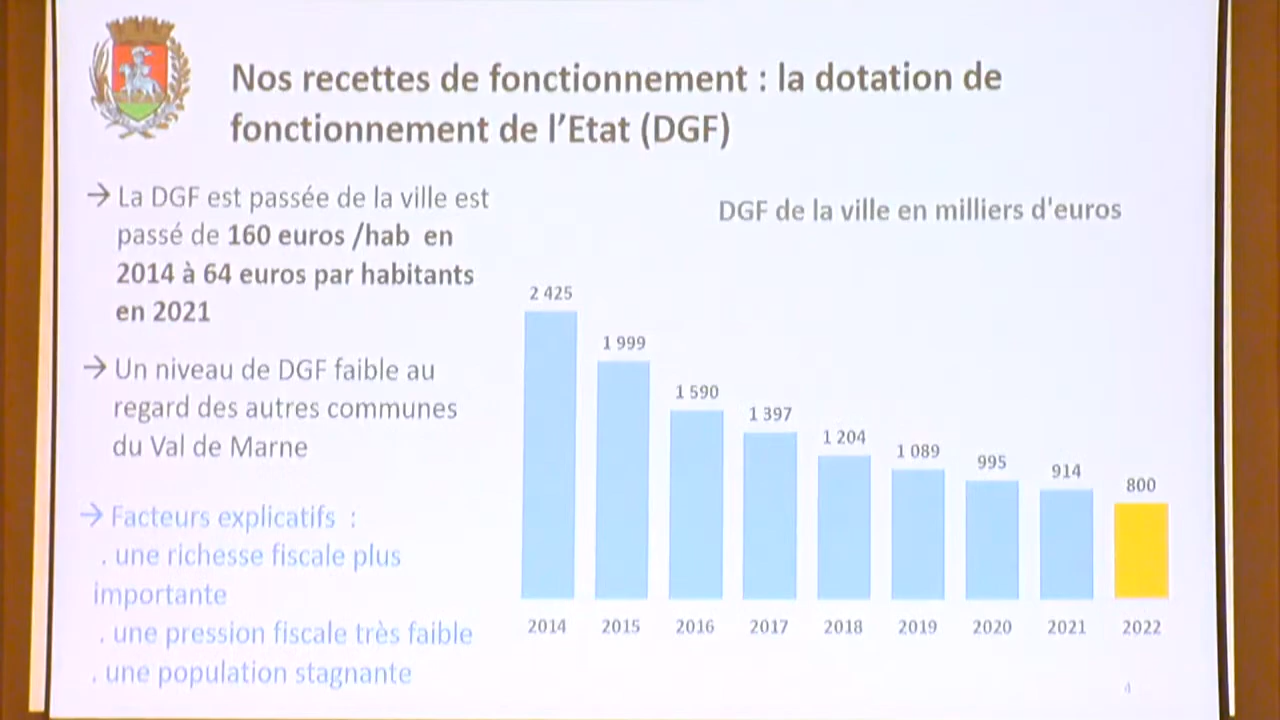 Nos recettes de fonctionnement : la dotation de
fonctionnement de l'Etat (DGF)
→ La DGF est passée de la ville est
passé de 160 euros /hab en
2014 à 64 euros par habitants
en 2021
→ Un niveau de DGF faible au
regard des autres communes
du Val de Marne
→ Facteurs explicatifs :
. une richesse fiscale plus
importante
. une pression fiscale très faible
. une population stagnante
DGF de la ville en milliers d'euros
2 425
1 999
1 590
1 397
1 204
1 089
995
914
800
2014 2015 2016 2017 2018 2019 2020 2021 2022
4